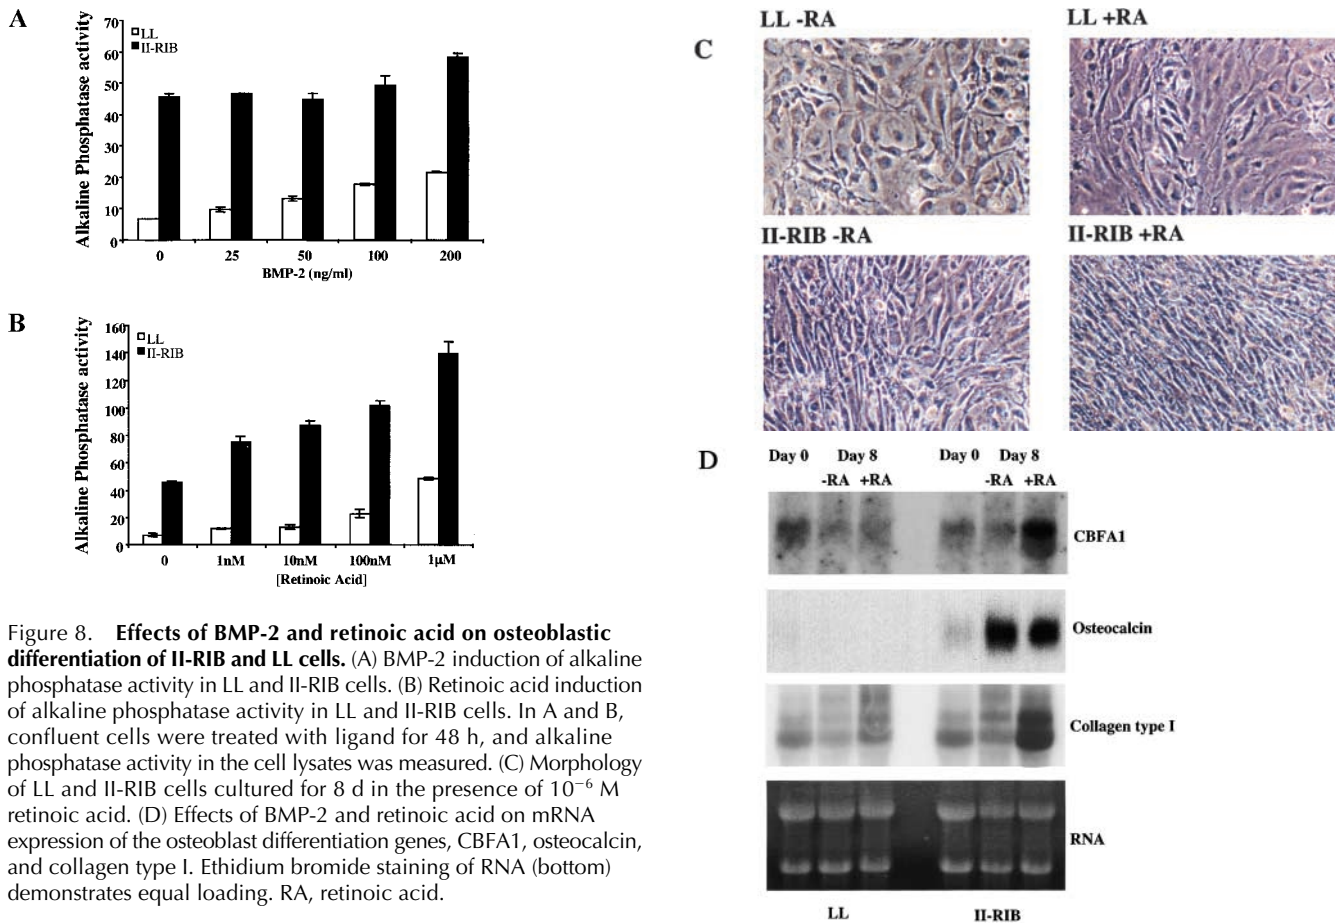 A
70
60
50
40
30
20
10
0
Alkaline Phosphatase activity
LL
II-RIB
0 25 50 100 200
BMP-2 (ng/ml)
B
160
140
120
100
80
60
40
20
0
Alkaline Phosphatase activity
LL
II-RIB
0 1nM 10nM 100nM 1µM
[Retinoic Acid]
Figure 8. Effects of BMP-2 and retinoic acid on osteoblastic
differentiation of II-RIB and LL cells. (A) BMP-2 induction of alkaline
phosphatase activity in LL and II-RIB cells. (B) Retinoic acid induction
of alkaline phosphatase activity in LL and II-RIB cells. In A and B,
confluent cells were treated with ligand for 48 h, and alkaline
phosphatase activity in the cell lysates was measured. (C) Morphology
of LL and II-RIB cells cultured for 8 d in the presence of 10⁻⁶ M
retinoic acid. (D) Effects of BMP-2 and retinoic acid on mRNA
expression of the osteoblast differentiation genes, CBFA1, osteocalcin,
and collagen type I. Ethidium bromide staining of RNA (bottom)
demonstrates equal loading. RA, retinoic acid.
C
LL -RA LL +RA
II-RIB -RA II-RIB +RA
D
Day 0 Day 8 Day 0 Day 8
-RA +RA -RA +RA
CBFA1
Osteocalcin
Collagen type I
RNA
LL II-RIB